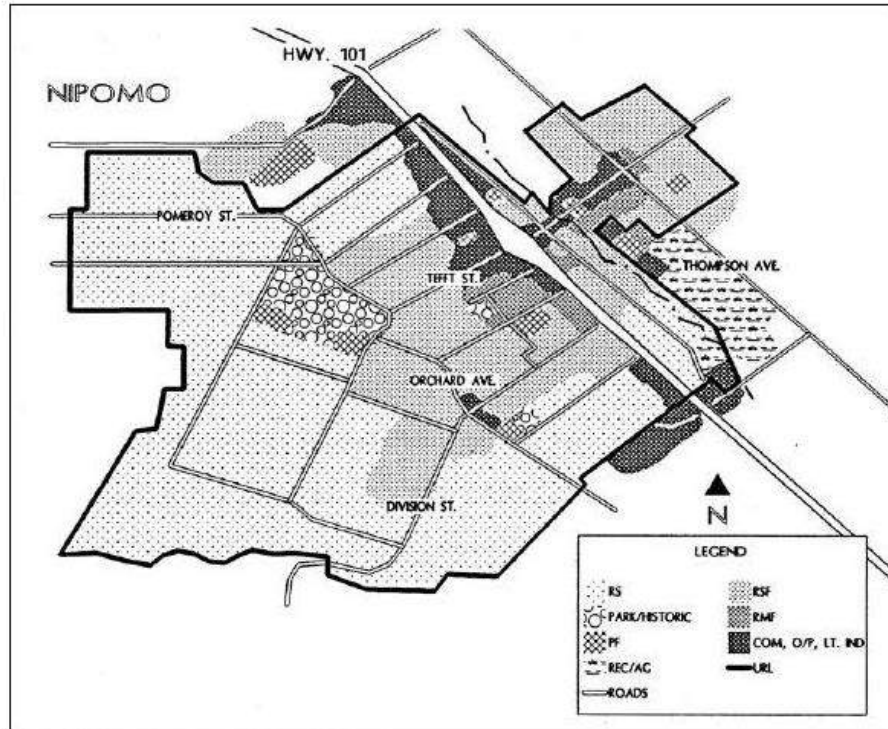 HWY. 101
NIPOMO
POMEROY ST.
TEFFT ST.
THOMPSON AVE.
ORCHARD AVE.
DIVISION ST.
N
LEGEND
RS
RSF
PARK/HISTORIC
RMF
PF
COM, O/P, LT. IND
REC/AG
URL
ROADS